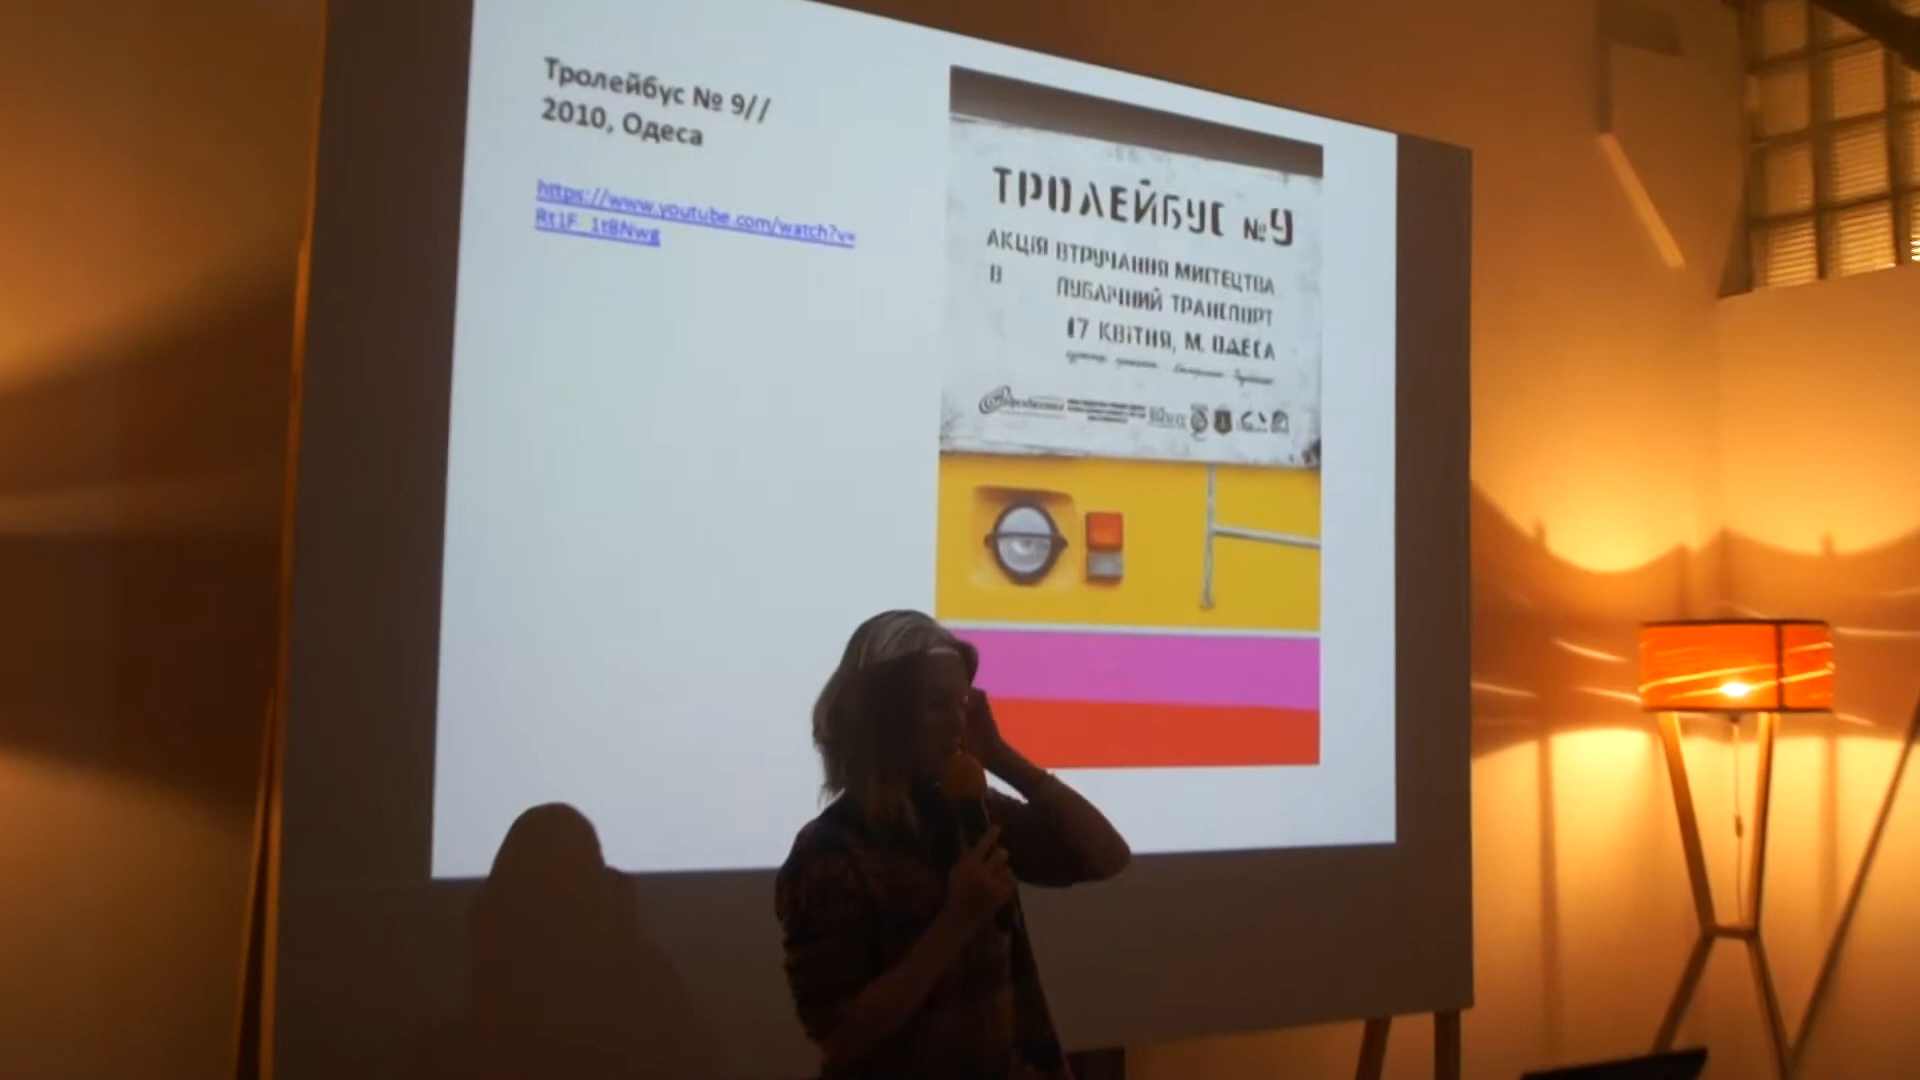 Тролейбус № 9//
2010, Одеса
https://www.youtube.com/watch?v=
Rt1F_1tBNwg
ТРОЛЕЙБУС №9
АКЦІЯ ВТРУЧАННЯ МИСТЕЦТВА
В ПУБЛІЧНИЙ ТРАНСПОРТ
17 КВІТНЯ, М. ОДЕСА